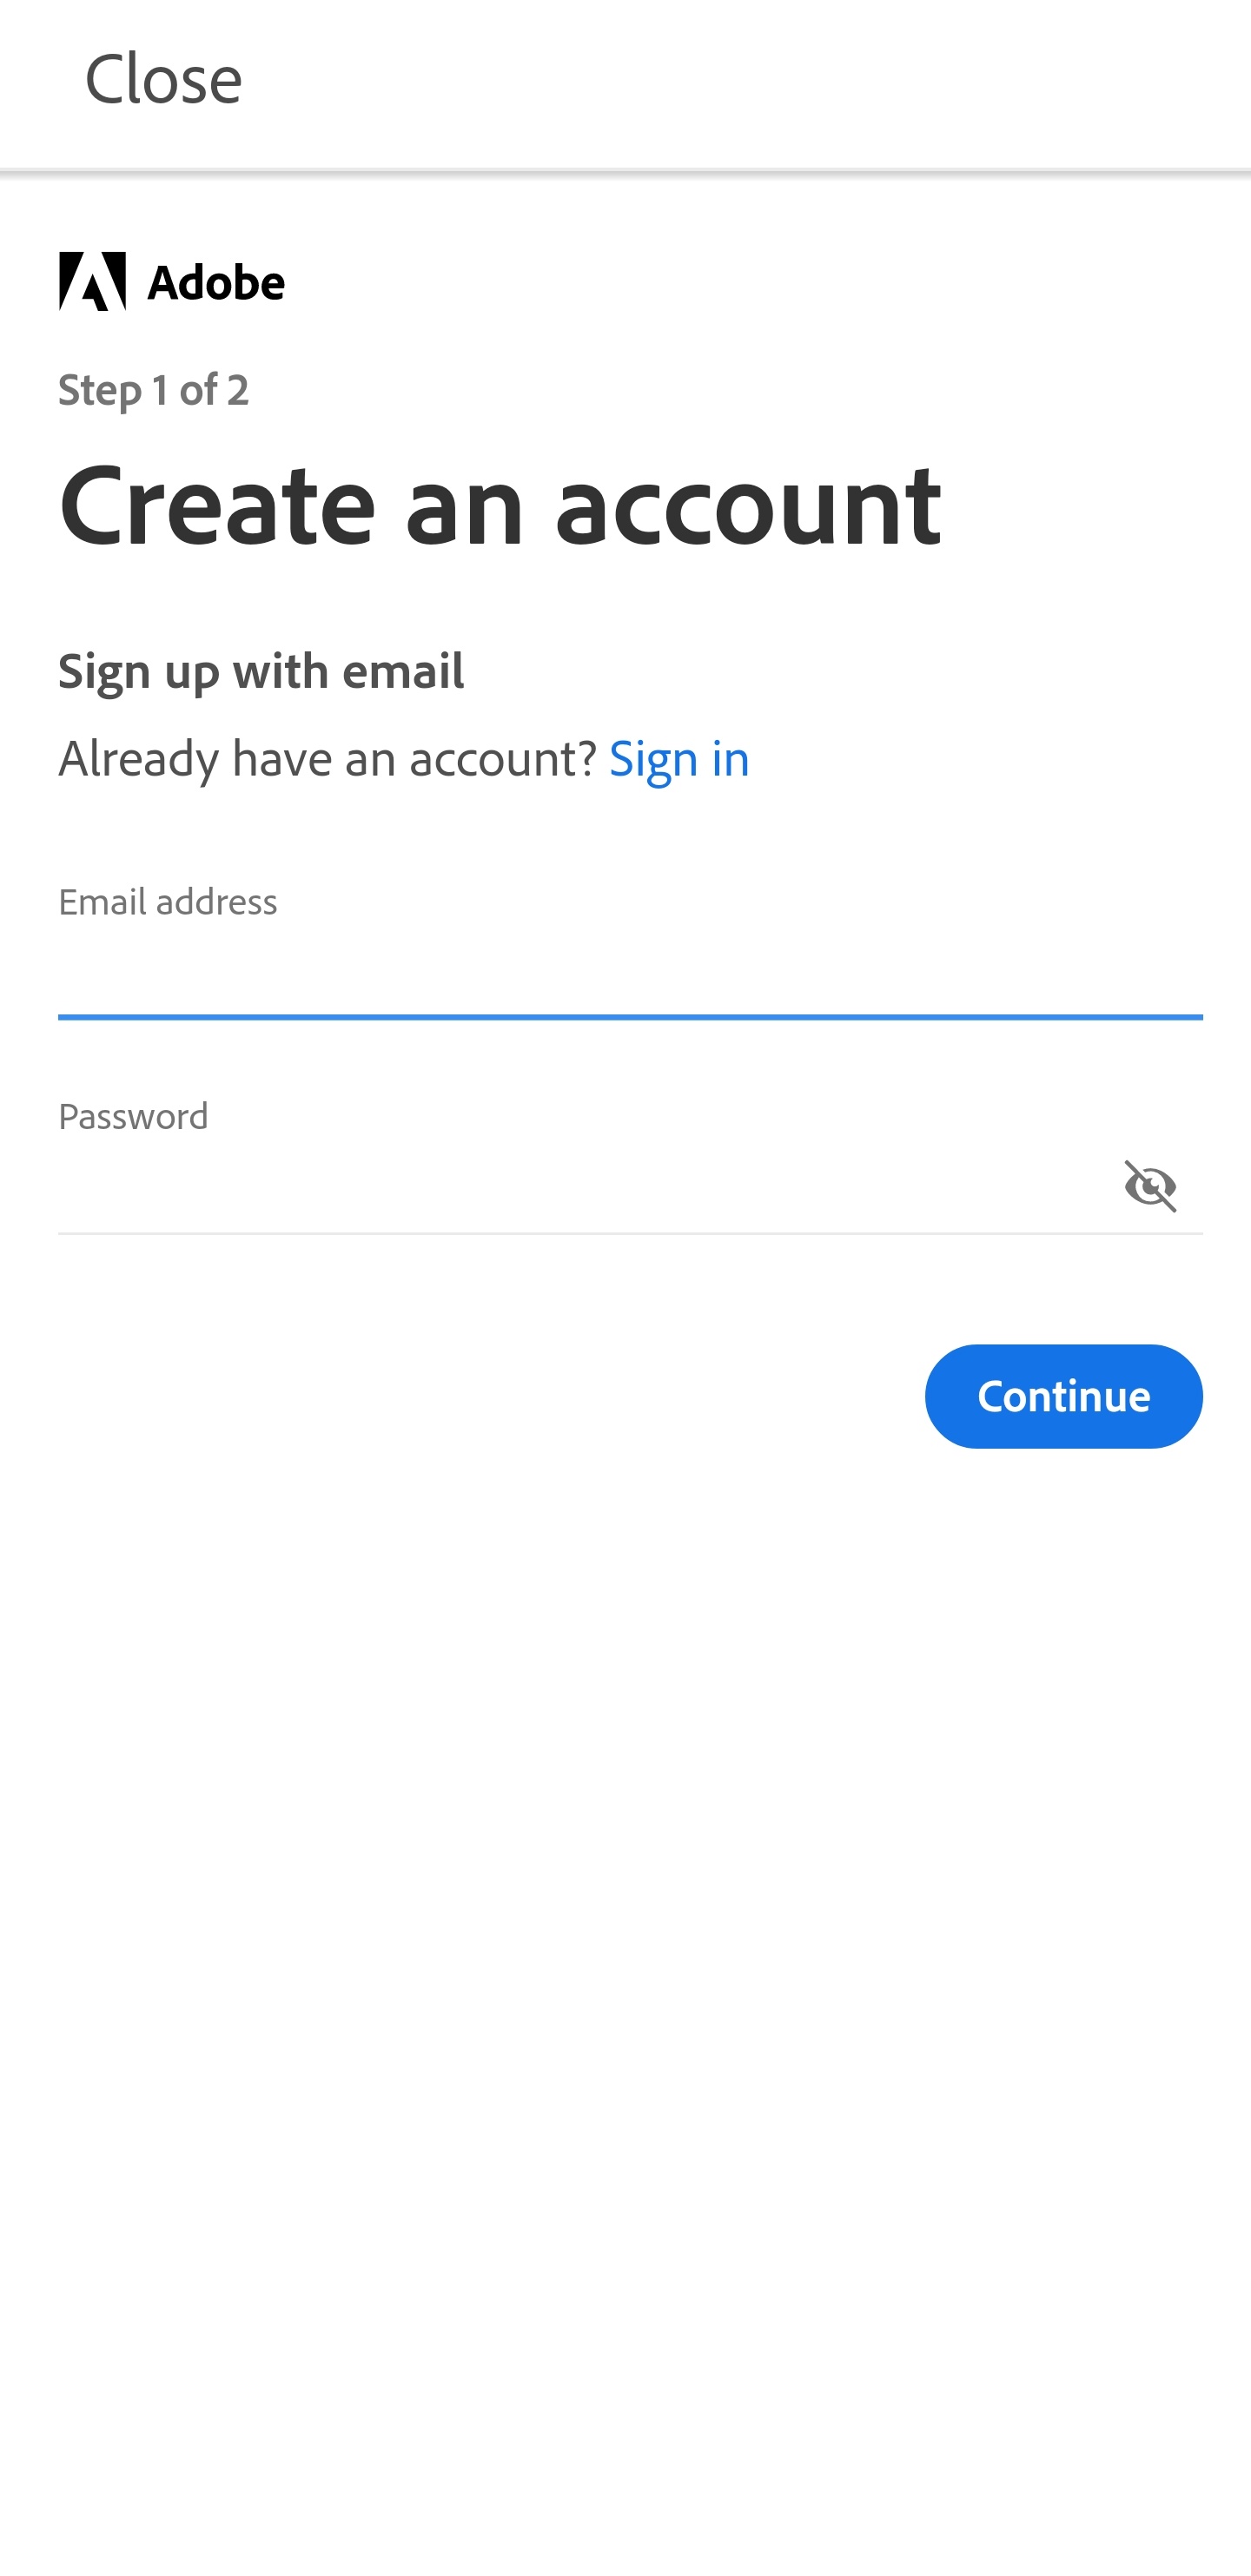 Close
Adobe
Step 1 of 2
Create an account
Sign up with email
Already have an account? Sign in
Email address
Password
Continue